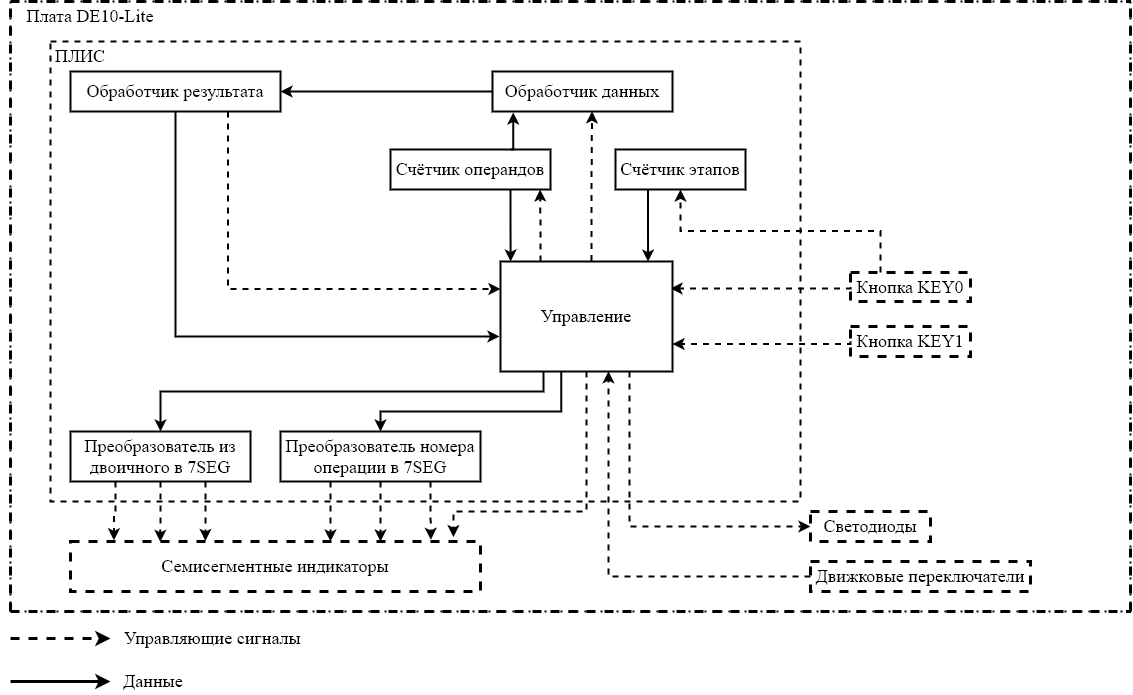 Плата DE10-Lite
ПЛИС
Обработчик результата
Обработчик данных
Счётчик операндов
Счётчик этапов
Кнопка KEY0
Управление
Кнопка KEY1
Преобразователь из
двоичного в 7SEG
Преобразователь номера
операции в 7SEG
Светодиоды
Семисегментные индикаторы
Движковые переключатели
Управляющие сигналы
Данные